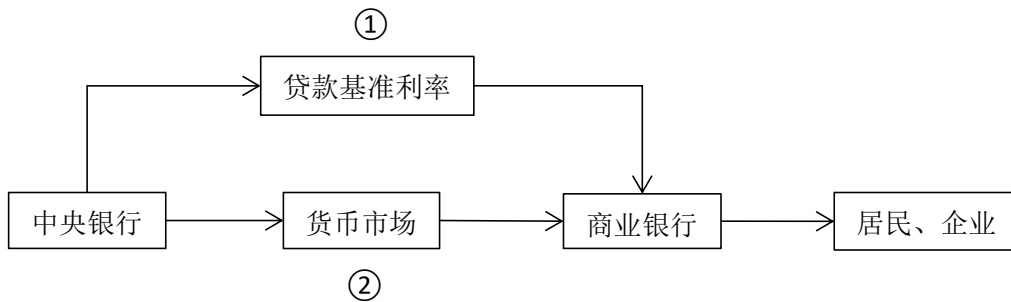 ①
贷款基准利率
中央银行
货币市场
商业银行
居民、企业
②